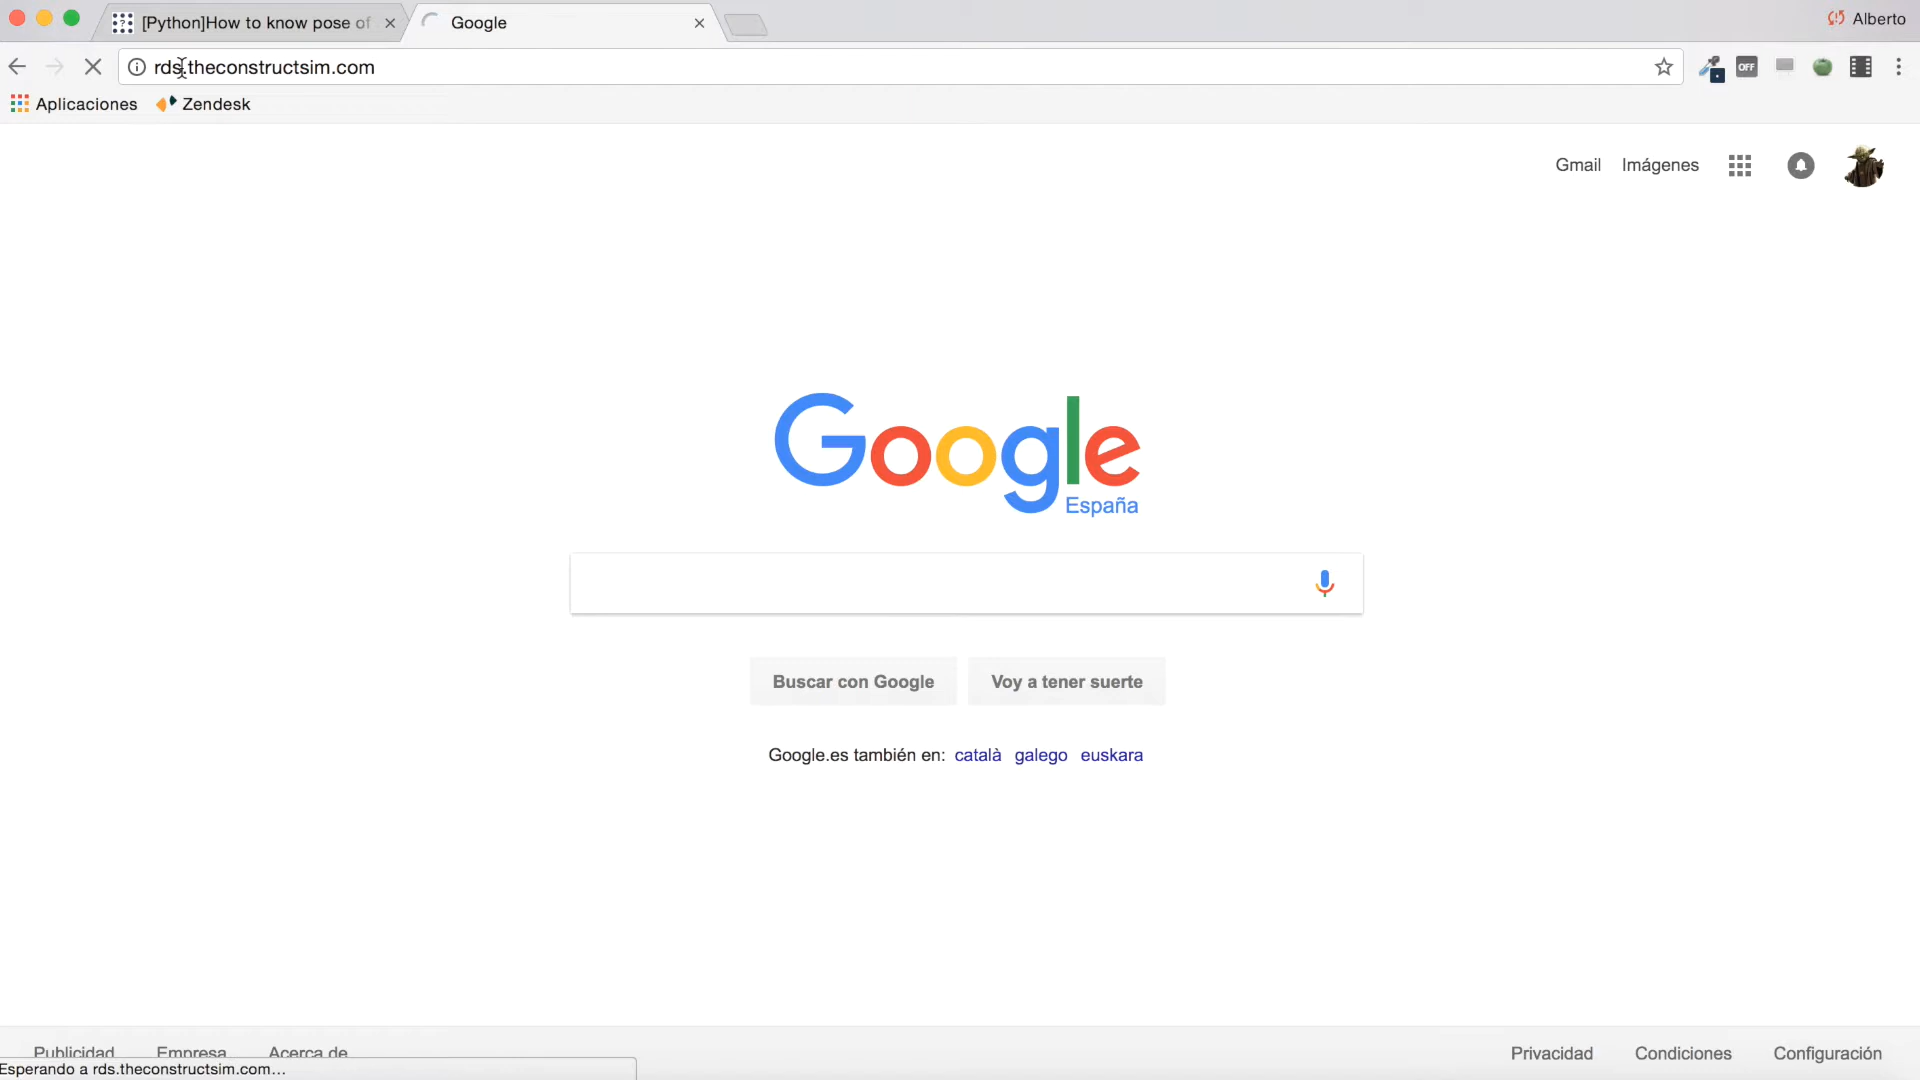 [Python]How to know pose of
Google
Alberto
rds.theconstructsim.com
OFF
Aplicaciones
Zendesk
Gmail
Imágenes
Google
España
Buscar con Google
Voy a tener suerte
Google.es también en: català galego euskara
Publicidad
Empresa
Acerca de
Privacidad
Condiciones
Configuración
Esperando a rds.theconstructsim.com...